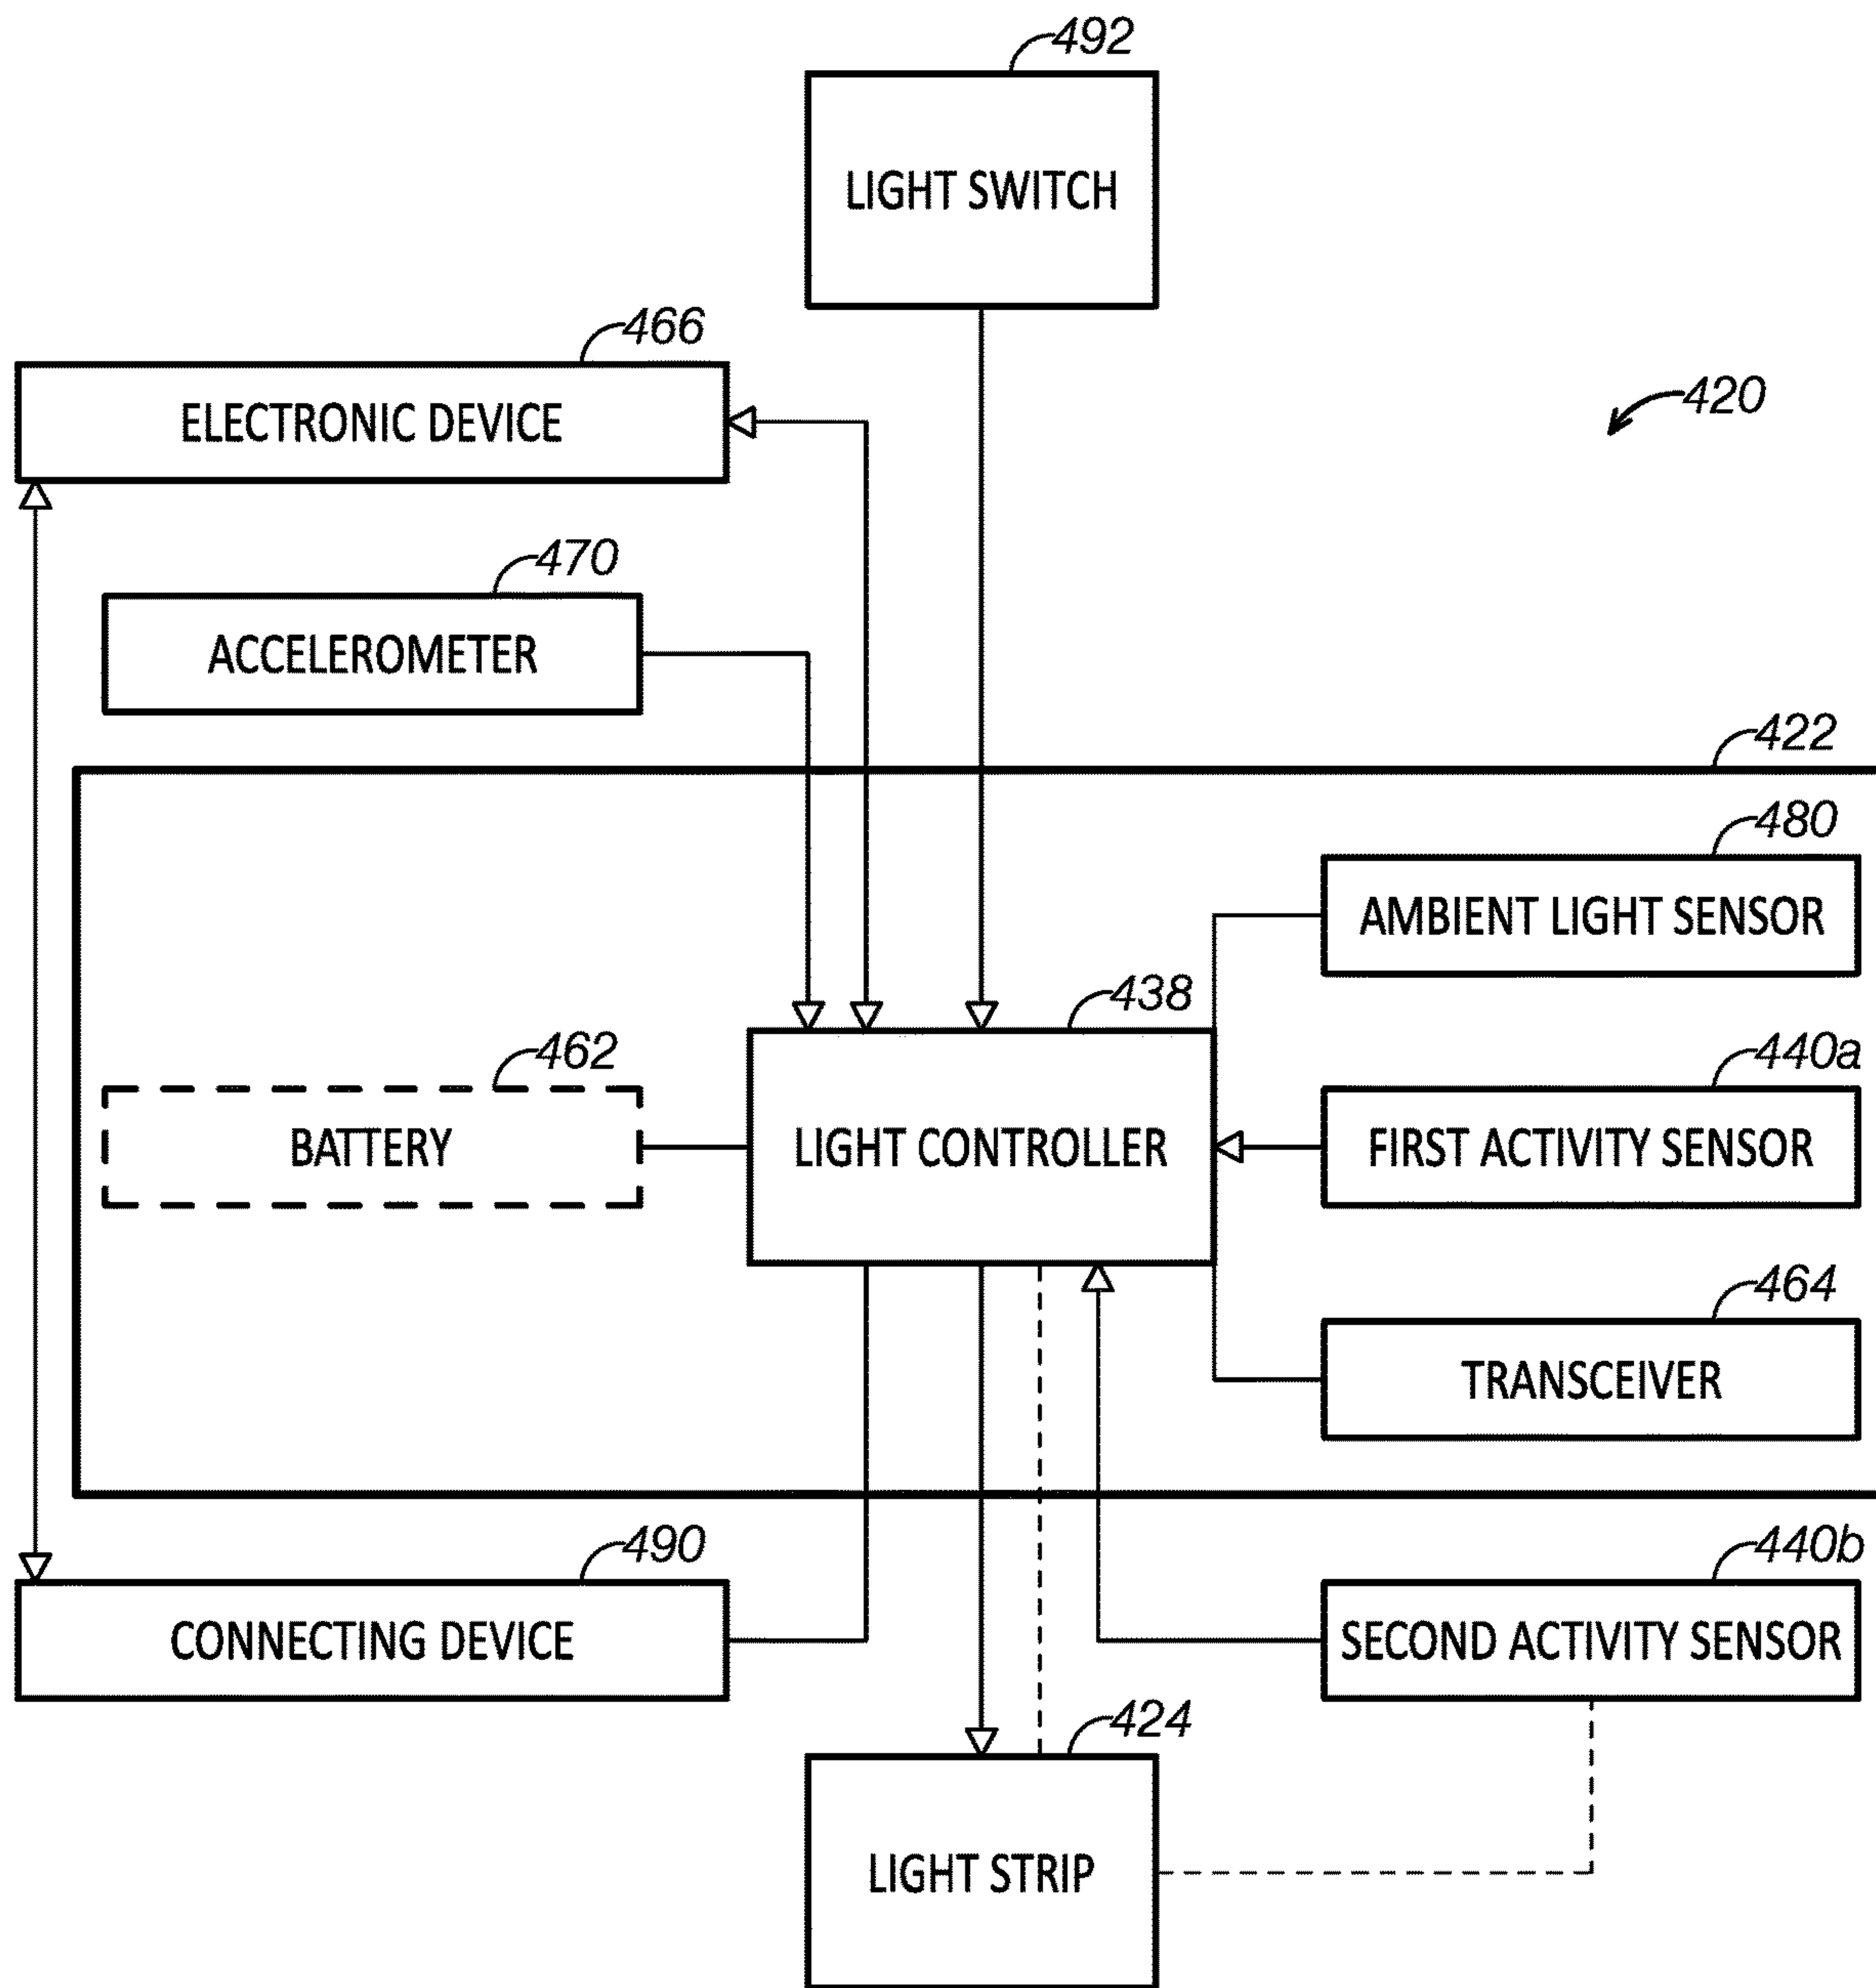 492
LIGHT SWITCH
466
ELECTRONIC DEVICE
420
470
ACCELEROMETER
422
480
AMBIENT LIGHT SENSOR
438
462
440a
BATTERY
LIGHT CONTROLLER
FIRST ACTIVITY SENSOR
464
TRANSCEIVER
490
440b
CONNECTING DEVICE
SECOND ACTIVITY SENSOR
424
LIGHT STRIP